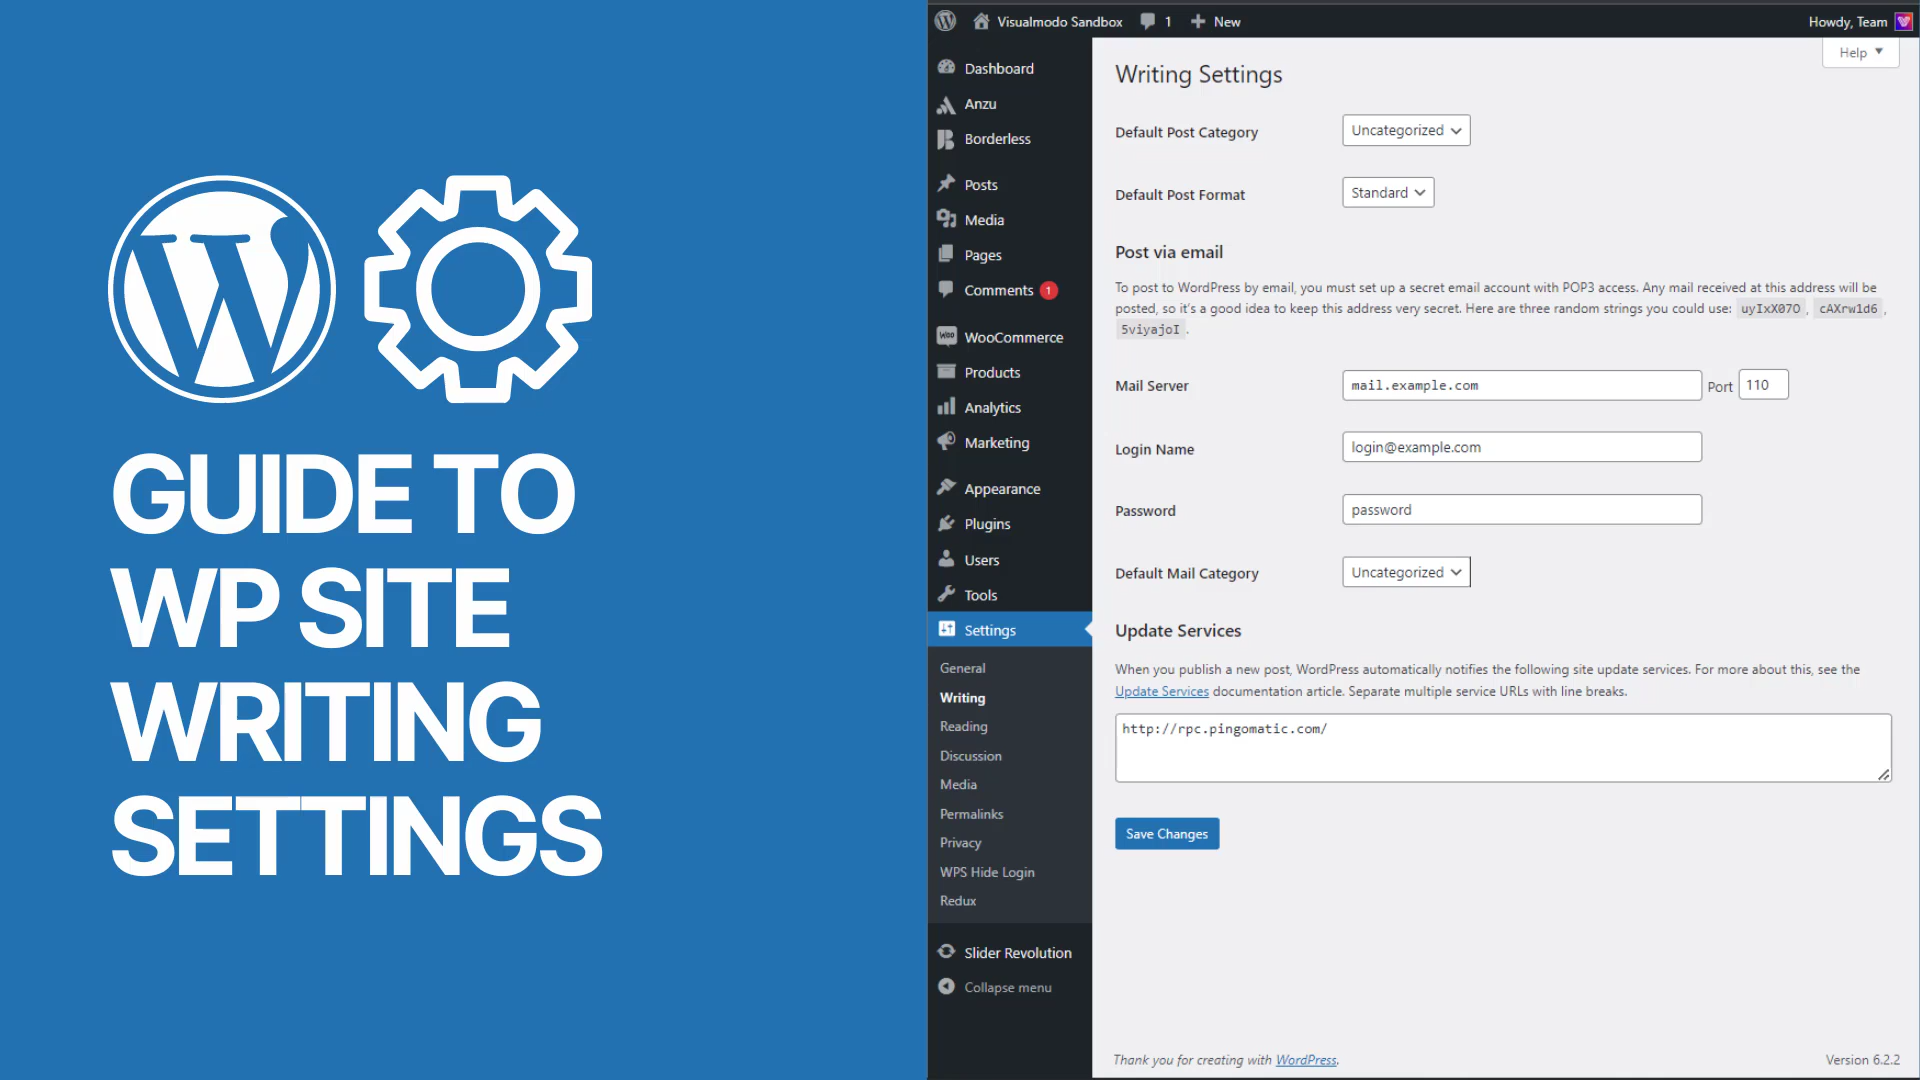 GUIDE TO
WP SITE
WRITING
SETTINGS
Visualmodo Sandbox 1 New Howdy, Team
Dashboard
Anzu
Borderless
Posts
Media
Pages
Comments 1
WooCommerce
Products
Analytics
Marketing
Appearance
Plugins
Users
Tools
Settings
General
Writing
Reading
Discussion
Media
Permalinks
Privacy
WPS Hide Login
Redux
Slider Revolution
Collapse menu
Help
Writing Settings
Default Post Category Uncategorized
Default Post Format Standard
Post via email
To post to WordPress by email, you must set up a secret email account with POP3 access. Any mail received at this address will be
posted, so it's a good idea to keep this address very secret. Here are three random strings you could use: uyIxX07O , cAXrw1d6 ,
5viyajoI .
Mail Server mail.example.com Port 110
Login Name login@example.com
Password password
Default Mail Category Uncategorized
Update Services
When you publish a new post, WordPress automatically notifies the following site update services. For more about this, see the
Update Services documentation article. Separate multiple service URLs with line breaks.
http://rpc.pingomatic.com/
Save Changes
Thank you for creating with WordPress. Version 6.2.2